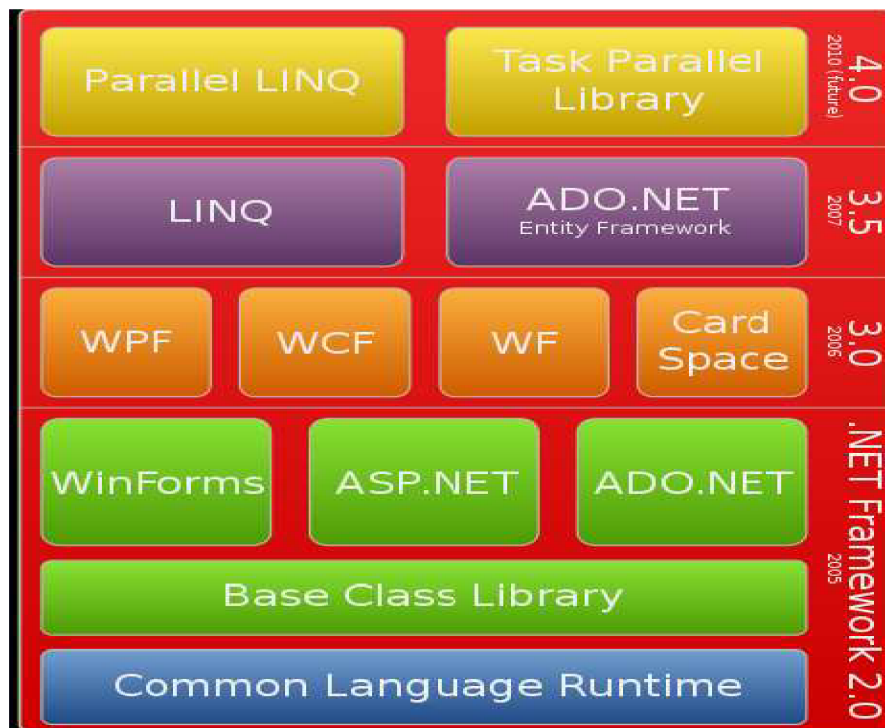 Parallel LINQ
Task Parallel
Library
4.0
2010 (future)
LINQ
ADO.NET
Entity Framework
3.5
2007
WPF
WCF
WF
Card
Space
3.0
2006
WinForms
ASP.NET
ADO.NET
Base Class Library
Common Language Runtime
.NET Framework 2.0
2005